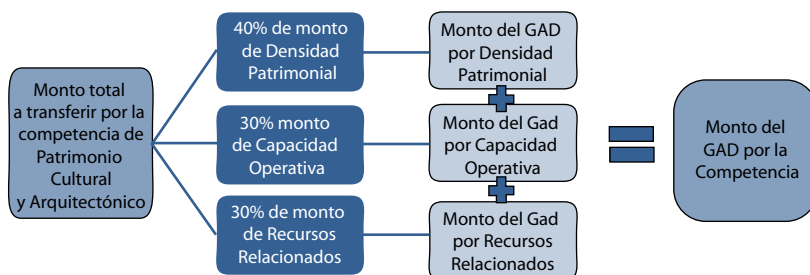 Monto total
a transferir por la
competencia de
Patrimonio
Cultural
y Arquitectónico
40% de monto
de Densidad
Patrimonial
30% monto
de Capacidad
Operativa
30% de monto
de Recursos
Relacionados
Monto del GAD
por Densidad
Patrimonial
Monto del Gad
por Capacidad
Operativa
Monto del Gad
por Recursos
Relacionados
Monto del
GAD por la
Competencia